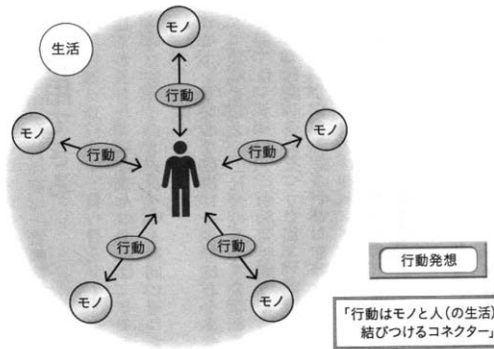 モノ
生活
行動
モノ
行動
行動
モノ
行動
行動
モノ
モノ
行動発想
「行動はモノと人(の生活)
結びつけるコネクター」